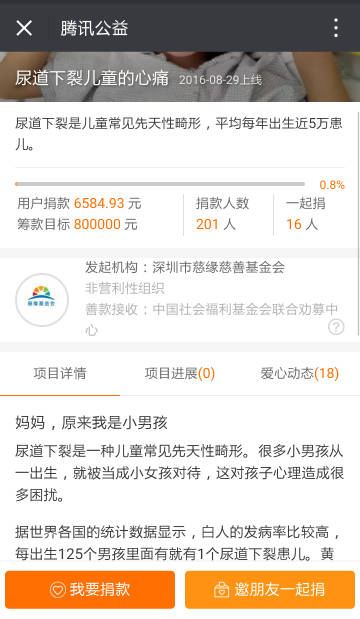 腾讯公益
尿道下裂儿童的心痛 2016-08-29上线
尿道下裂是儿童常见先天性畸形，平均每年出生近5万患
儿。
0.8%
用户捐款 6584.93 元 捐款人数 一起捐
筹款目标 800000 元 201 人 16 人
发起机构：深圳市慈缘慈善基金会
非营利性组织
善款接收：中国社会福利基金会联合劝募中
心
慈缘基金会
项目详情 项目进展(0) 爱心动态(18)
妈妈，原来我是小男孩
尿道下裂是一种儿童常见先天性畸形。很多小男孩从
一出生，就被当成小女孩对待，这对孩子心理造成很
多困扰。
据世界各国的统计数据显示，白人的发病率比较高，
每出生125个男孩里面有就有1个尿道下裂患儿。黄
我要捐款 邀朋友一起捐